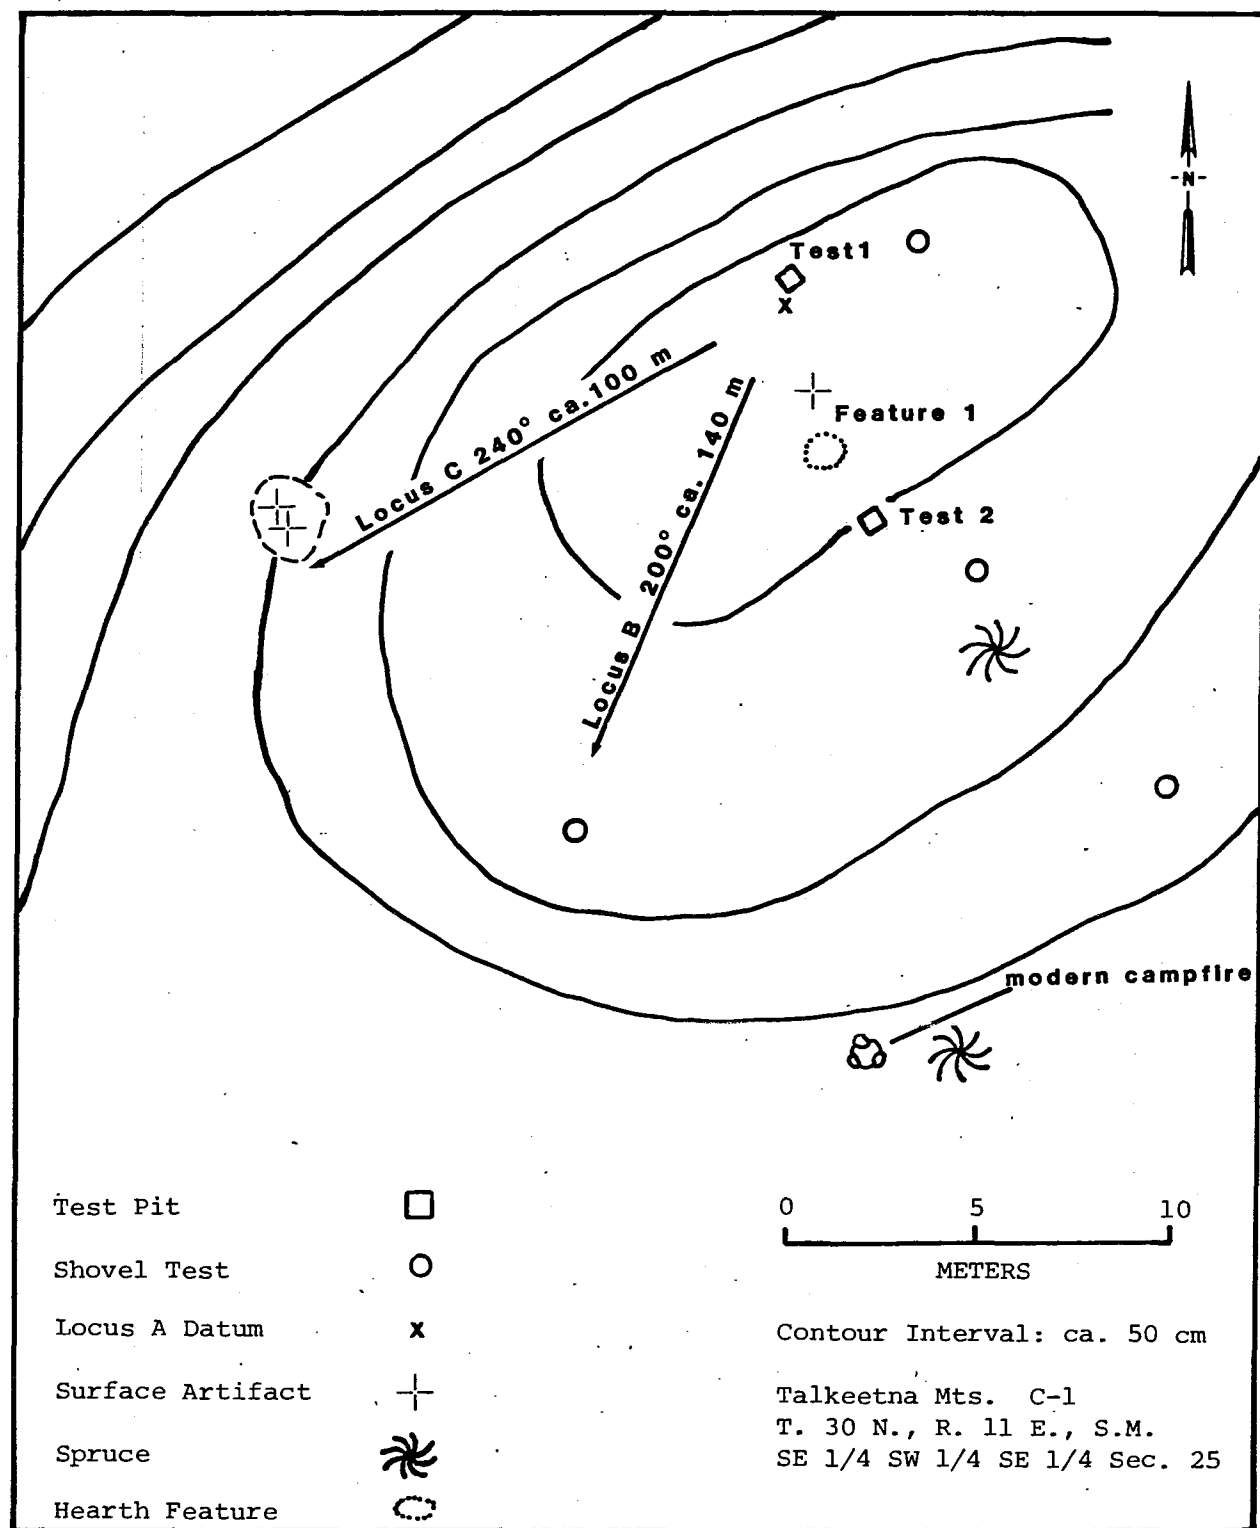 -N-
Test1
x
Locus C 240° ca.100 m
Locus B 200° ca. 140 m
Feature 1
Test 2
modern campfire
Test Pit
Shovel Test
Locus A Datum x
Surface Artifact
Spruce
Hearth Feature
0 5 10
METERS
Contour Interval: ca. 50 cm
Talkeetna Mts. C-1
T. 30 N., R. 11 E., S.M.
SE 1/4 SW 1/4 SE 1/4 Sec. 25